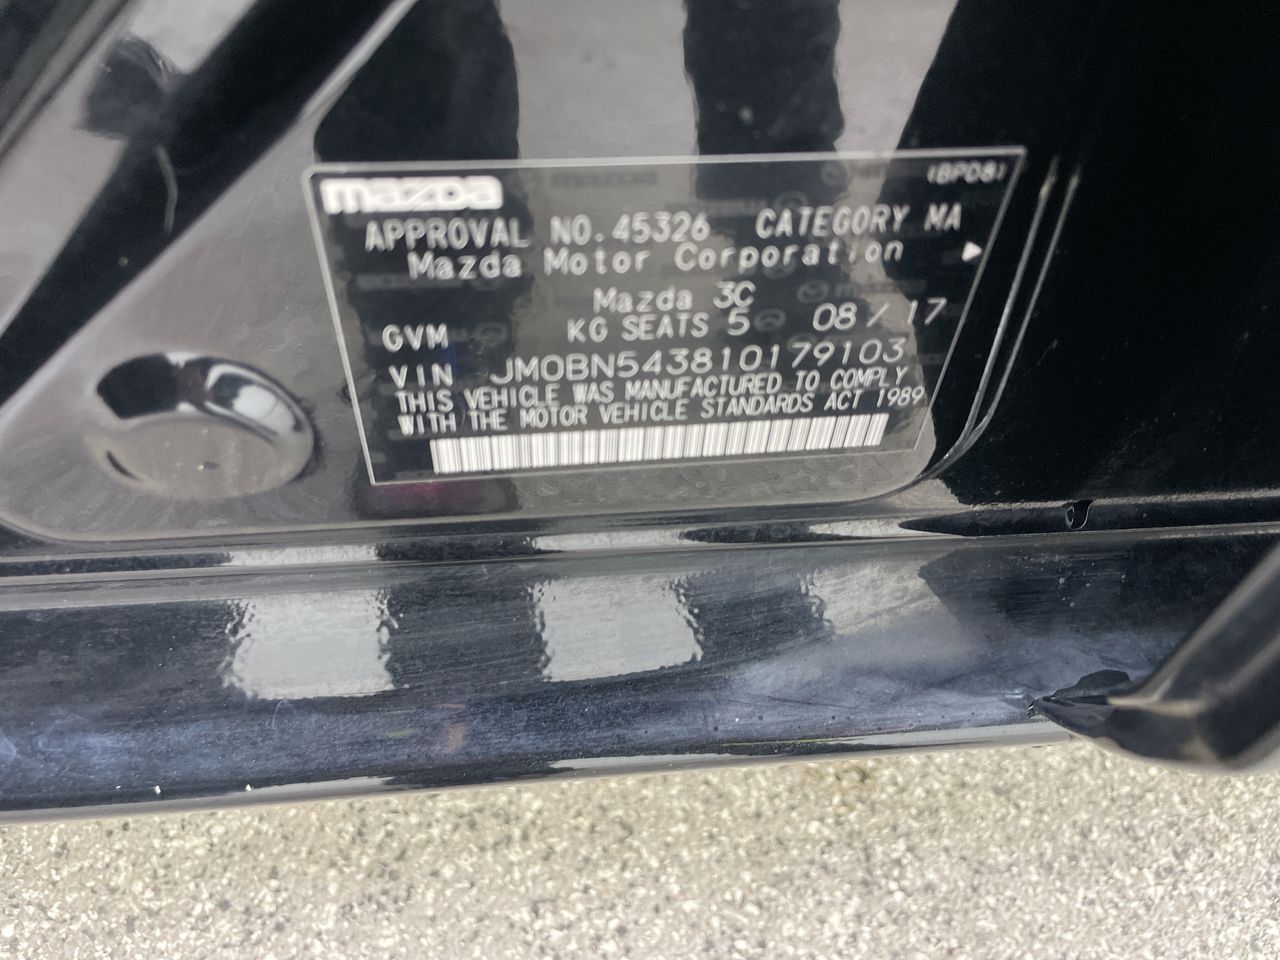 mazda
(BPD8)
APPROVAL NO.45326 CATEGORY MA
Mazda Motor Corporation
Mazda 3C
GVM KG SEATS 5 08/17
VIN JM0BN543810179103
THIS VEHICLE WAS MANUFACTURED TO COMPLY
WITH THE MOTOR VEHICLE STANDARDS ACT 1989